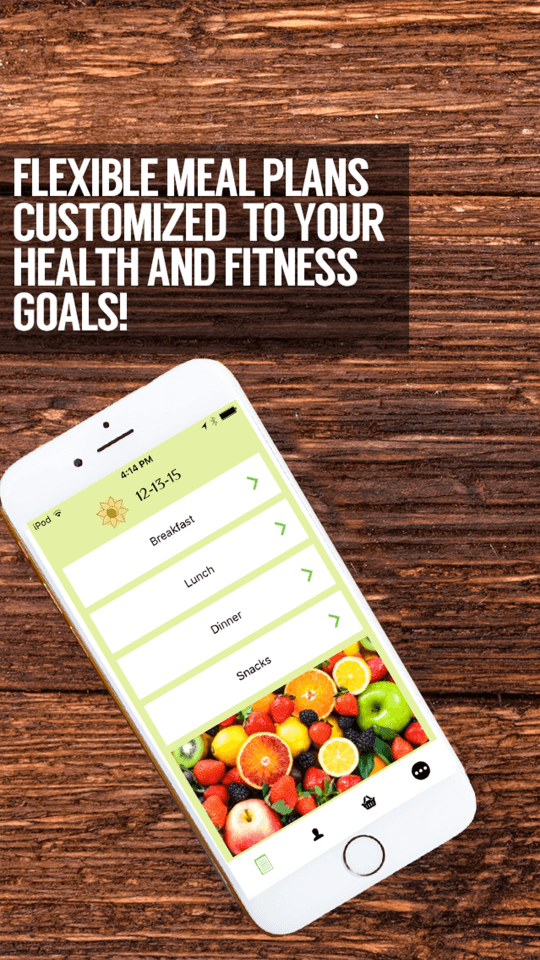 FLEXIBLE MEAL PLANS
CUSTOMIZED TO YOUR
HEALTH AND FITNESS
GOALS!
iPod
4:14 PM
12-13-15
Breakfast
Lunch
Dinner
Snacks